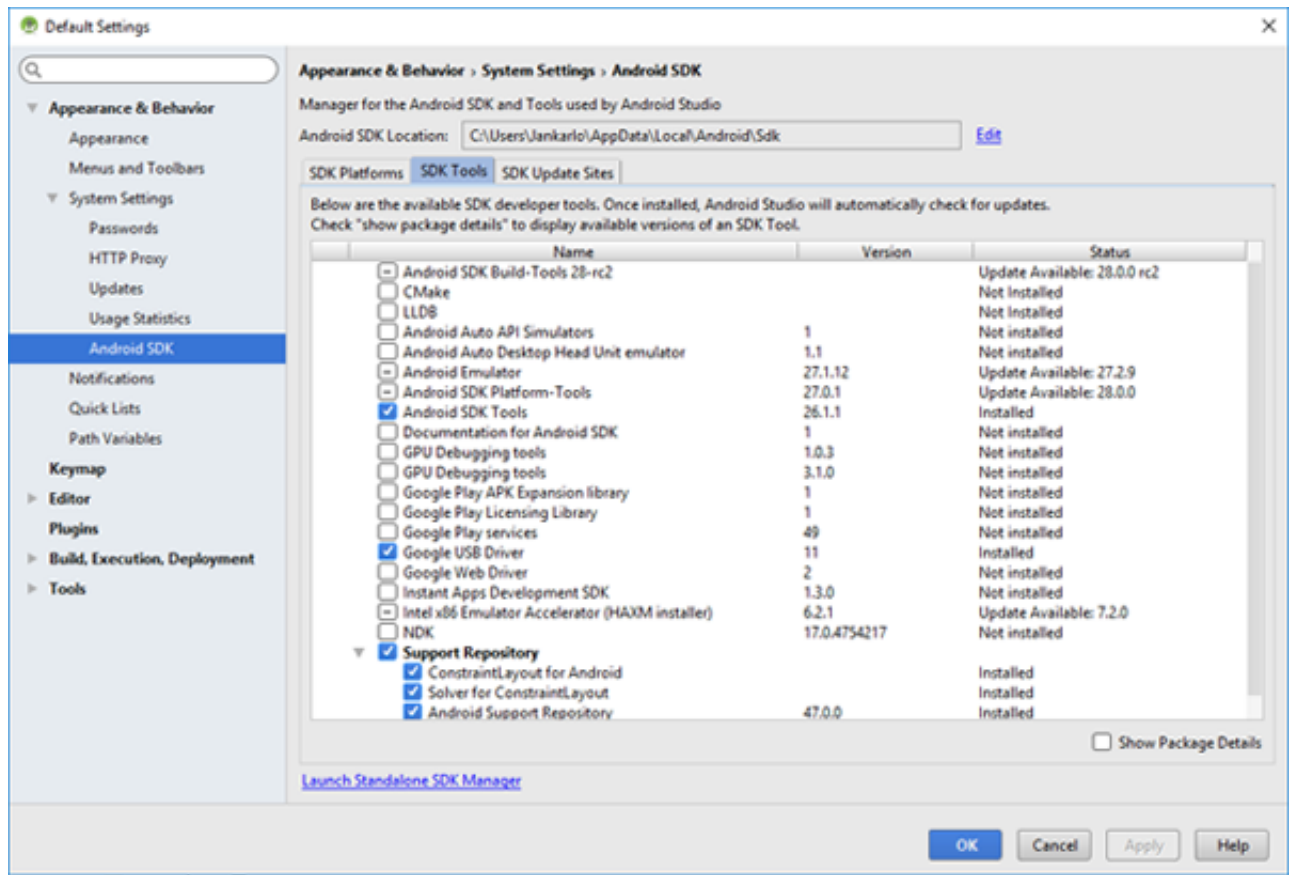 Default Settings
Appearance & Behavior
Appearance
Menus and Toolbars
System Settings
Passwords
HTTP Proxy
Updates
Usage Statistics
Android SDK
Notifications
Quick Lists
Path Variables
Keymap
Editor
Plugins
Build, Execution, Deployment
Tools
Appearance & Behavior › System Settings › Android SDK
Manager for the Android SDK and Tools used by Android Studio
Android SDK Location: C:\Users\Jankarlo\AppData\Local\Android\Sdk Edit
SDK Platforms SDK Tools SDK Update Sites
Below are the available SDK developer tools. Once installed, Android Studio will automatically check for updates.
Check "show package details" to display available versions of an SDK Tool.
Name Version Status
Android SDK Build-Tools 28-rc2 Update Available: 28.0.0 rc2
CMake Not Installed
LLDB Not Installed
Android Auto API Simulators 1 Not installed
Android Auto Desktop Head Unit emulator 1.1 Not installed
Android Emulator 27.1.12 Update Available: 27.2.9
Android SDK Platform-Tools 27.0.1 Update Available: 28.0.0
Android SDK Tools 26.1.1 Installed
Documentation for Android SDK 1 Not installed
GPU Debugging tools 1.0.3 Not installed
GPU Debugging tools 3.1.0 Not installed
Google Play APK Expansion library 1 Not installed
Google Play Licensing Library 1 Not installed
Google Play services 49 Not installed
Google USB Driver 11 Installed
Google Web Driver 2 Not installed
Instant Apps Development SDK 1.3.0 Not installed
Intel x86 Emulator Accelerator (HAXM installer) 6.2.1 Update Available: 7.2.0
NDK 17.0.4754217 Not installed
Support Repository
ConstraintLayout for Android Installed
Solver for ConstraintLayout Installed
Android Support Repository 47.0.0 Installed
Show Package Details
Launch Standalone SDK Manager
OK Cancel Apply Help